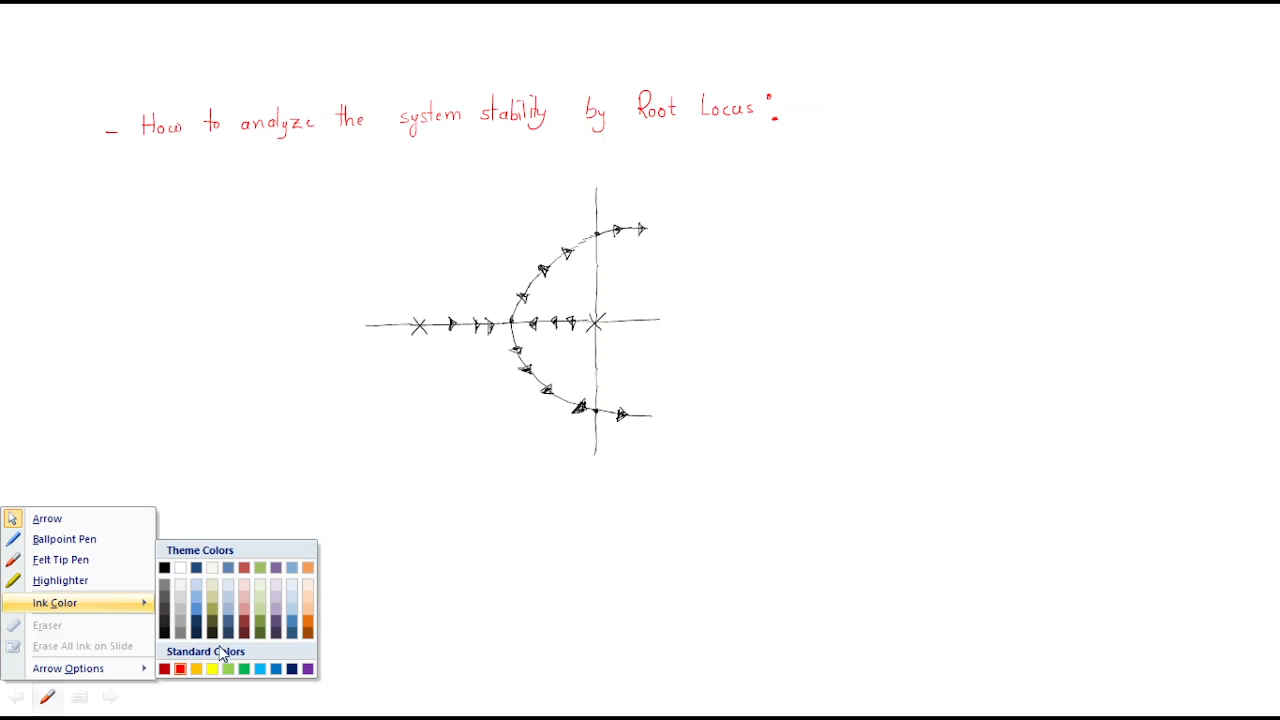 - How to analyze the system stability by Root Locus:
Arrow
Ballpoint Pen
Felt Tip Pen
Highlighter
Ink Color
Eraser
Erase All Ink on Slide
Arrow Options
Theme Colors
Standard Colors